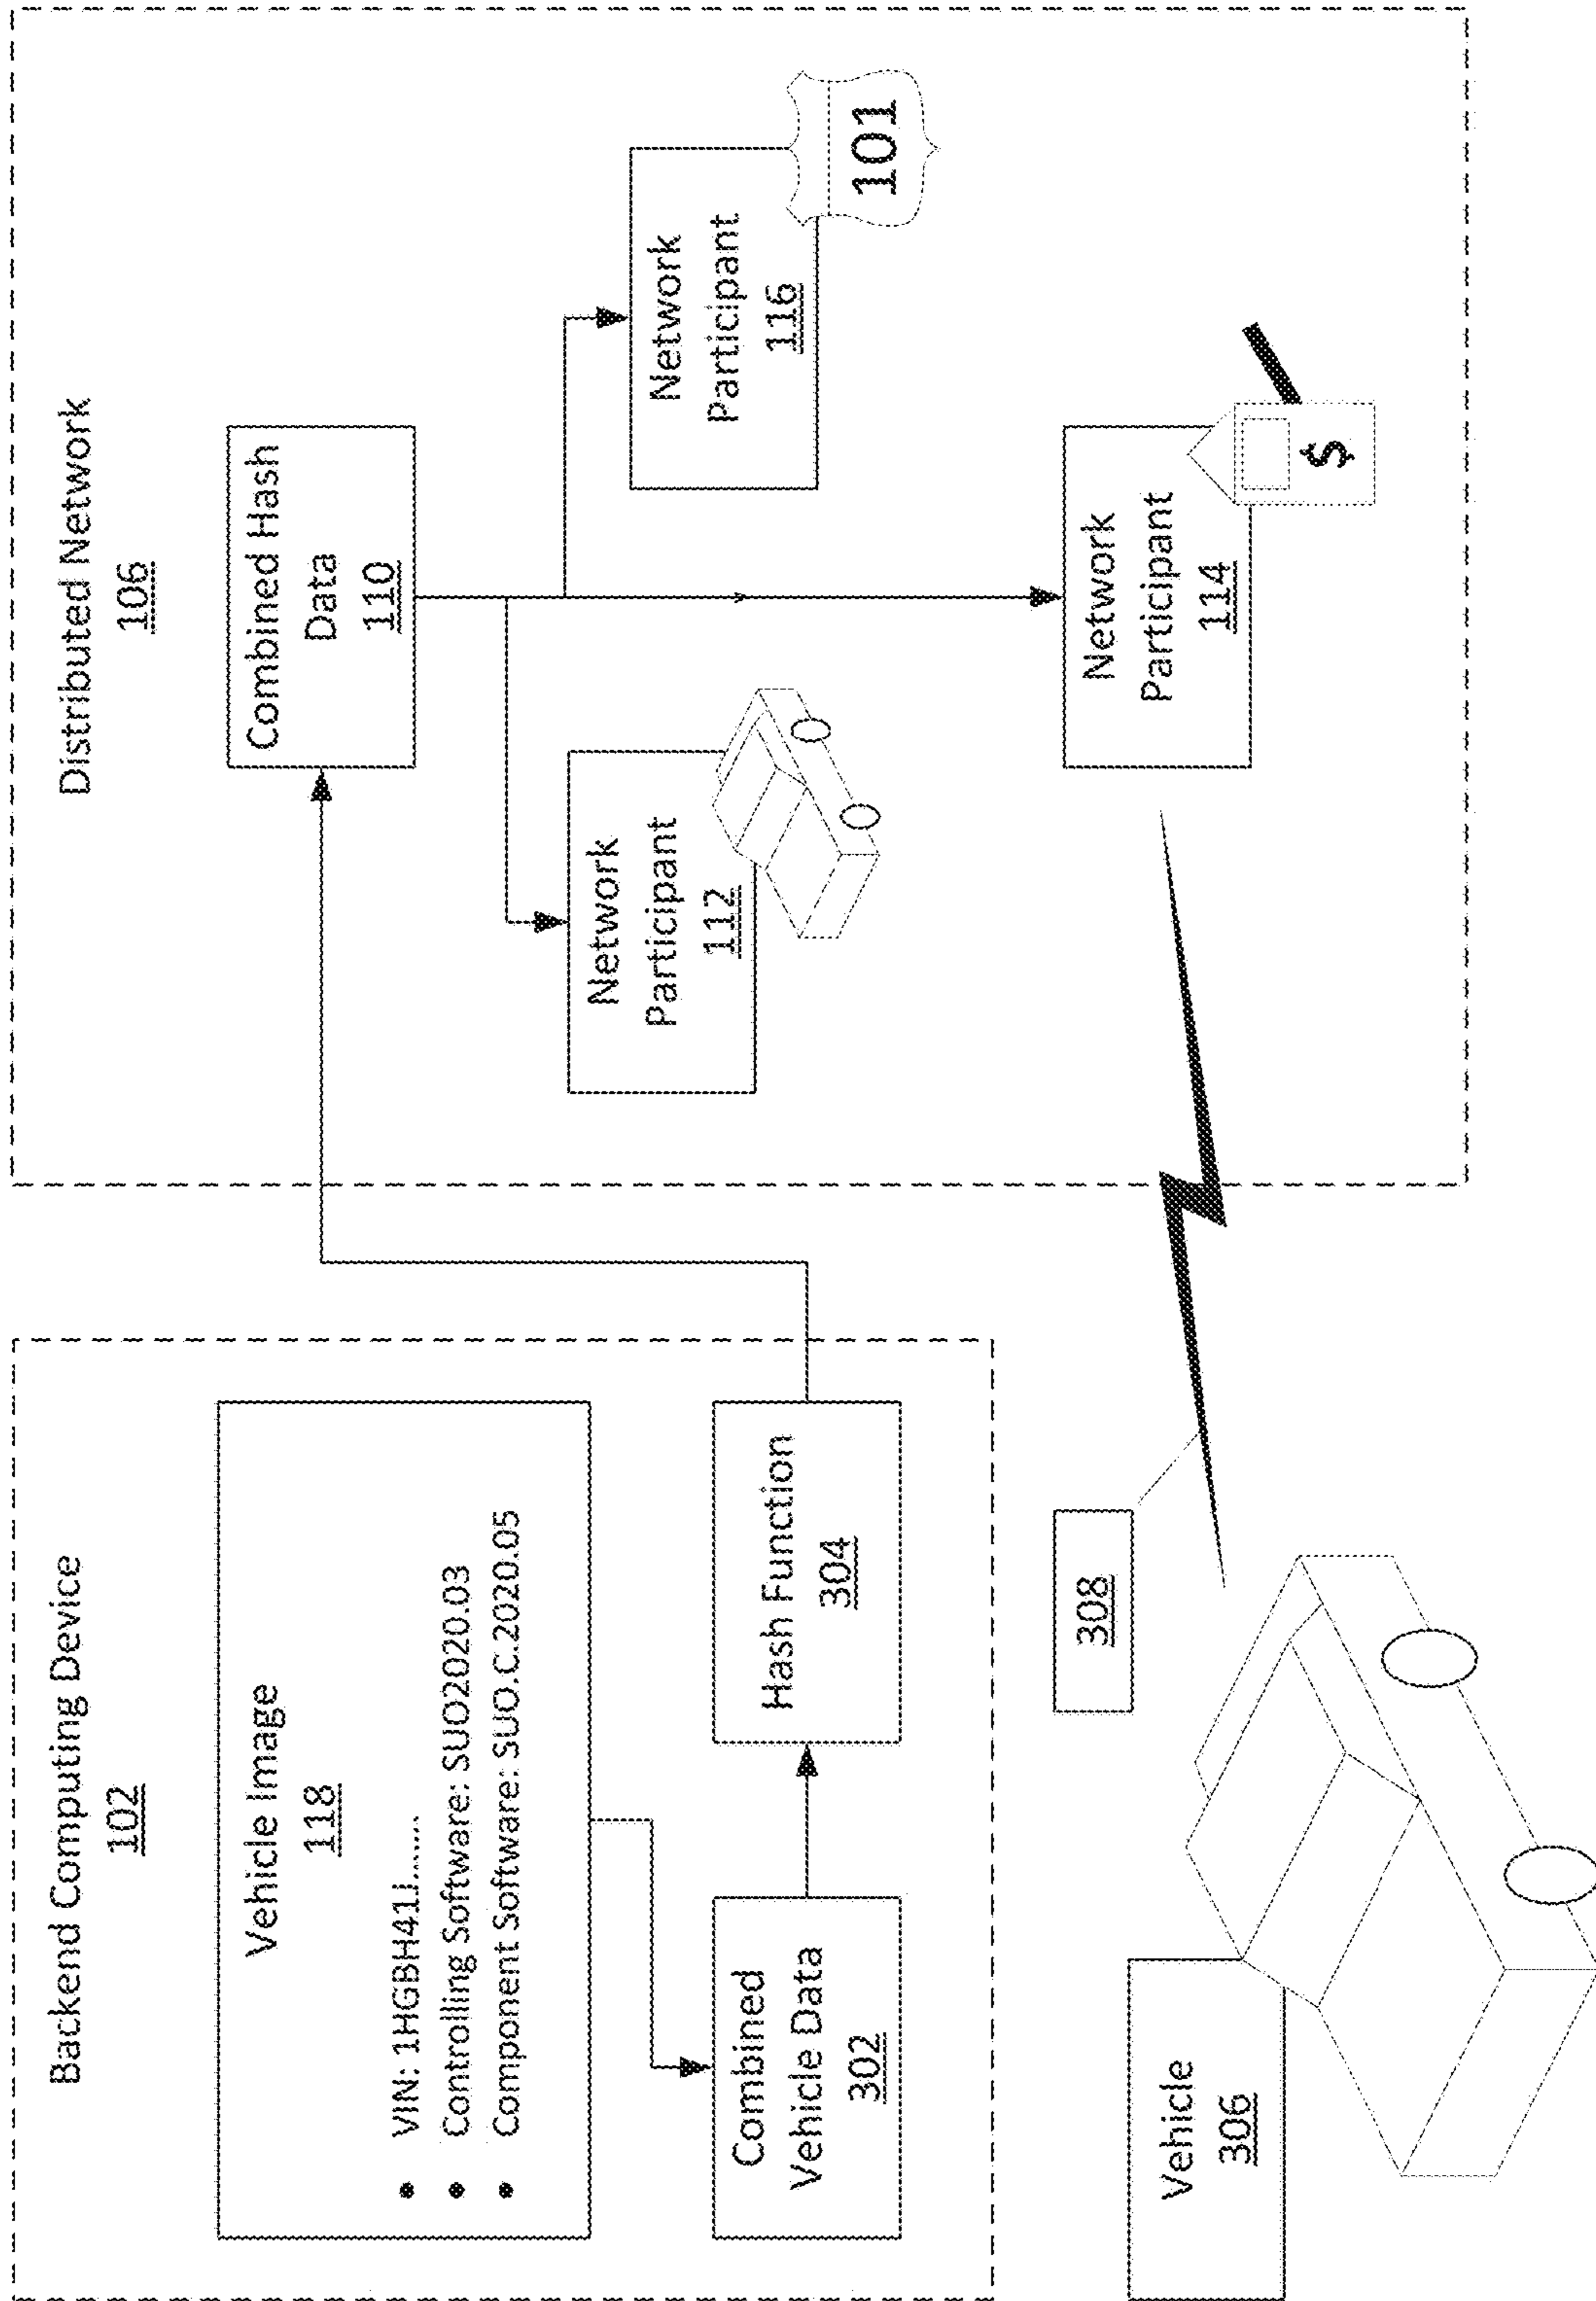 Backend Computing Device
102
Vehicle Image
118
• VIN: 1HGBH41J.......
• Controlling Software: SUO2020.03
• Component Software: SUO.C.2020.05
Combined
Vehicle Data
302
Hash Function
304
Vehicle
306
308
Distributed Network
106
Combined Hash
Data
110
Network
Participant
112
Network
Participant
116
101
Network
Participant
114
$